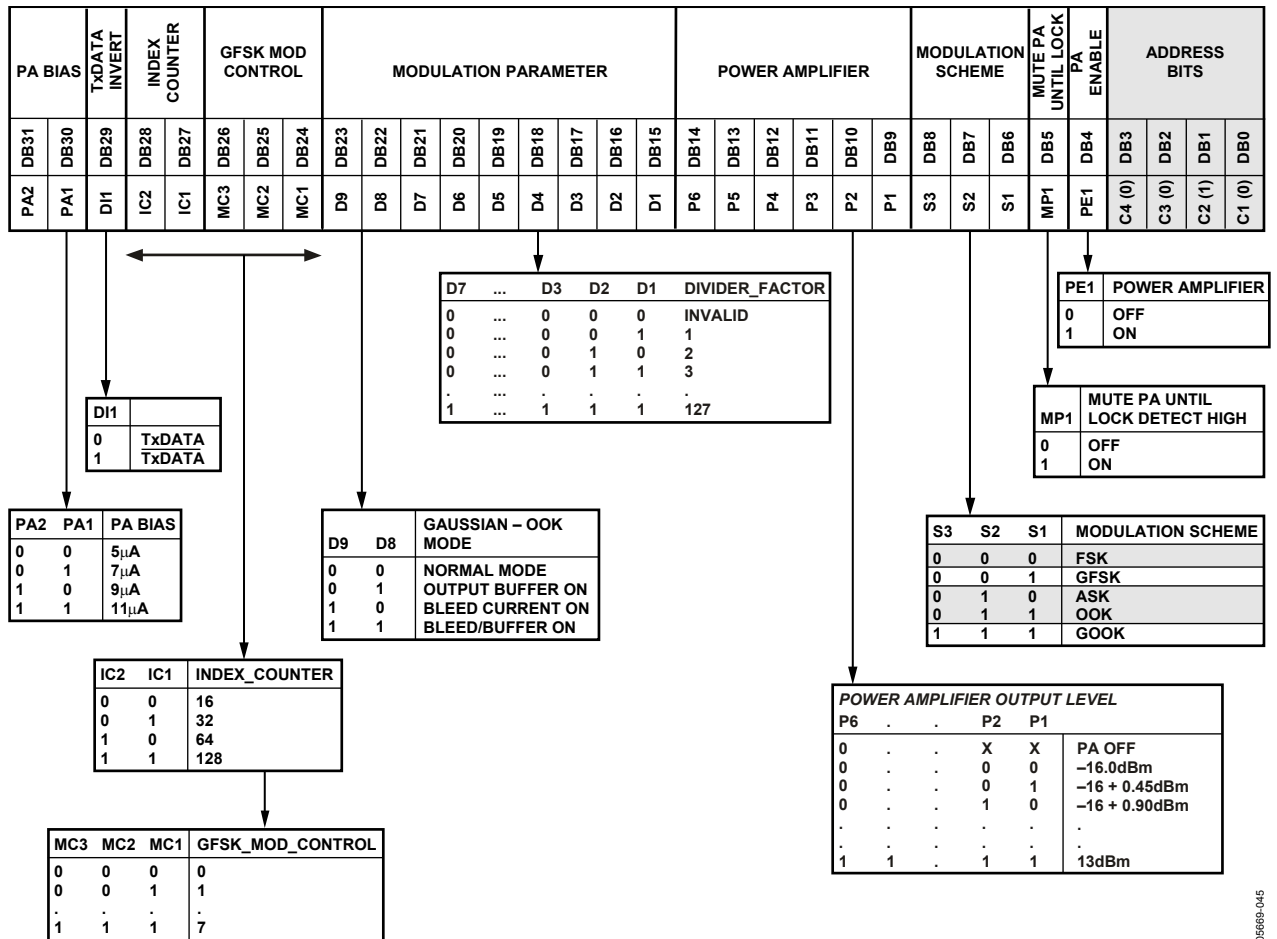 PA BIAS
TxDATA INVERT
INDEX COUNTER
GFSK MOD CONTROL
MODULATION PARAMETER
POWER AMPLIFIER
MODULATION SCHEME
MUTE PA UNTIL LOCK
PA ENABLE
ADDRESS BITS
DB31 DB30 DB29 DB28 DB27 DB26 DB25 DB24 DB23 DB22 DB21 DB20 DB19 DB18 DB17 DB16 DB15 DB14 DB13 DB12 DB11 DB10 DB9 DB8 DB7 DB6 DB5 DB4 DB3 DB2 DB1 DB0
PA2 PA1 DI1 IC2 IC1 MC3 MC2 MC1 D9 D8 D7 D6 D5 D4 D3 D2 D1 P6 P5 P4 P3 P2 P1 S3 S2 S1 MP1 PE1 C4 (0) C3 (0) C2 (1) C1 (0)
D7 ... D3 D2 D1 DIVIDER_FACTOR
0 ... 0 0 0 INVALID
0 ... 0 0 1 1
0 ... 0 1 0 2
0 ... 0 1 1 3
. ... . . . .
1 ... 1 1 1 127
PE1 POWER AMPLIFIER
0 OFF
1 ON
MP1 MUTE PA UNTIL
LOCK DETECT HIGH
0 OFF
1 ON
DI1
0 TxDATA
1 T̅x̅D̅A̅T̅A̅
PA2 PA1 PA BIAS
0 0 5µA
0 1 7µA
1 0 9µA
1 1 11µA
D9 D8 GAUSSIAN – OOK
MODE
0 0 NORMAL MODE
0 1 OUTPUT BUFFER ON
1 0 BLEED CURRENT ON
1 1 BLEED/BUFFER ON
S3 S2 S1 MODULATION SCHEME
0 0 0 FSK
0 0 1 GFSK
0 1 0 ASK
0 1 1 OOK
1 1 1 GOOK
IC2 IC1 INDEX_COUNTER
0 0 16
0 1 32
1 0 64
1 1 128
POWER AMPLIFIER OUTPUT LEVEL
P6 . . P2 P1
0 . . X X PA OFF
0 . . 0 0 –16.0dBm
0 . . 0 1 –16 + 0.45dBm
0 . . 1 0 –16 + 0.90dBm
. . . . . .
. . . . . .
1 1 . 1 1 13dBm
MC3 MC2 MC1 GFSK_MOD_CONTROL
0 0 0 0
0 0 1 1
. . . .
1 1 1 7
05669-045